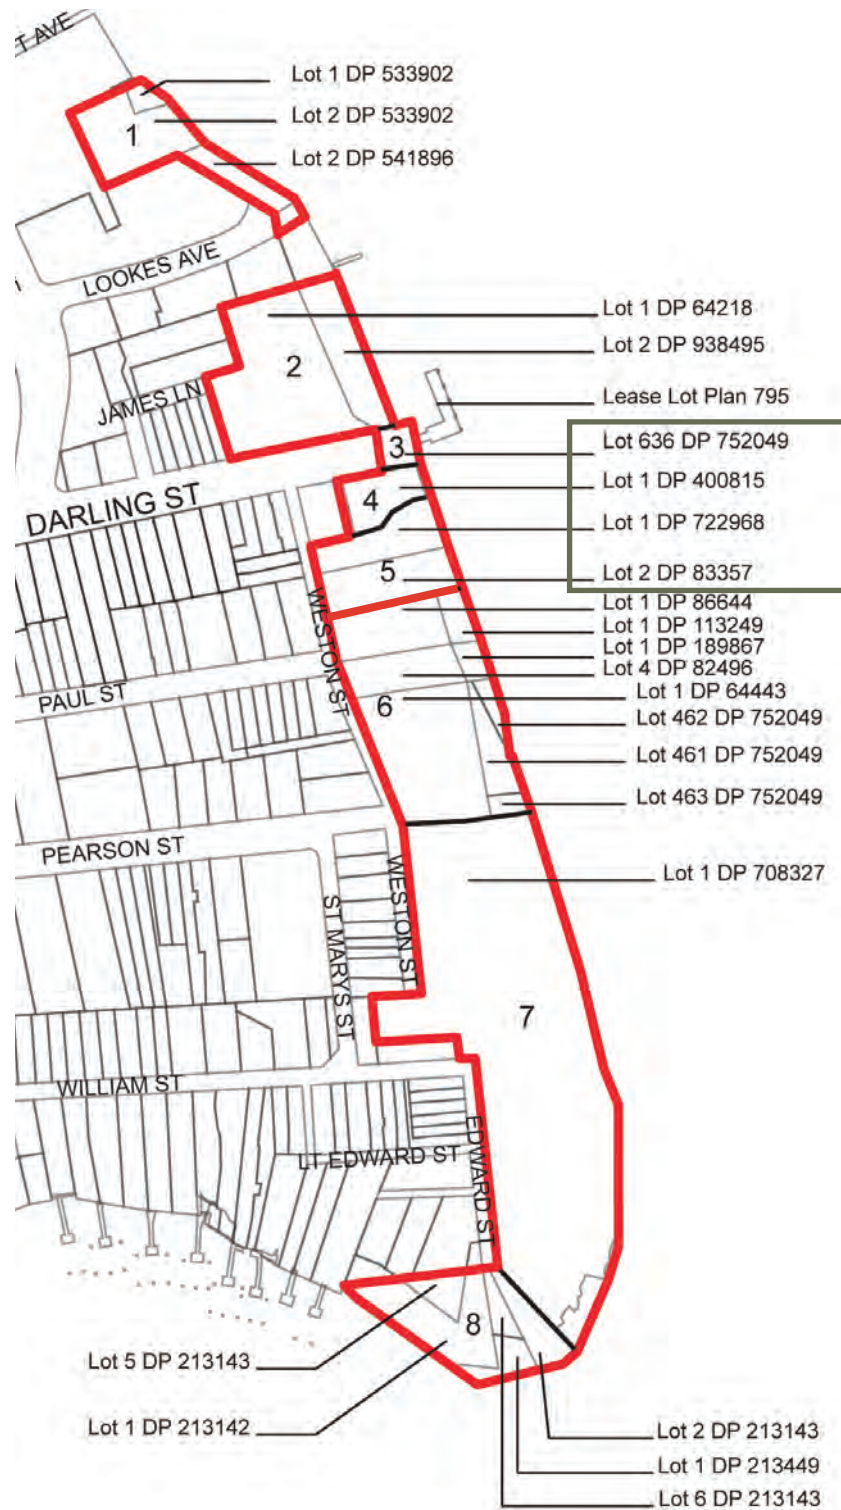 T AVE
Lot 1 DP 533902
Lot 2 DP 533902
1
Lot 2 DP 541896
LOOKES AVE
Lot 1 DP 64218
Lot 2 DP 938495
2
JAMES LN
Lease Lot Plan 795
Lot 636 DP 752049
3
Lot 1 DP 400815
4
DARLING ST
Lot 1 DP 722968
5
Lot 2 DP 83357
Lot 1 DP 86644
Lot 1 DP 113249
Lot 1 DP 189867
Lot 4 DP 82496
WESTON ST
PAUL ST
6
Lot 1 DP 64443
Lot 462 DP 752049
Lot 461 DP 752049
Lot 463 DP 752049
PEARSON ST
Lot 1 DP 708327
WESTON ST
ST MARYS ST
7
WILLIAM ST
LT EDWARD ST
EDWARD ST
8
Lot 5 DP 213143
Lot 1 DP 213142
Lot 2 DP 213143
Lot 1 DP 213449
Lot 6 DP 213143